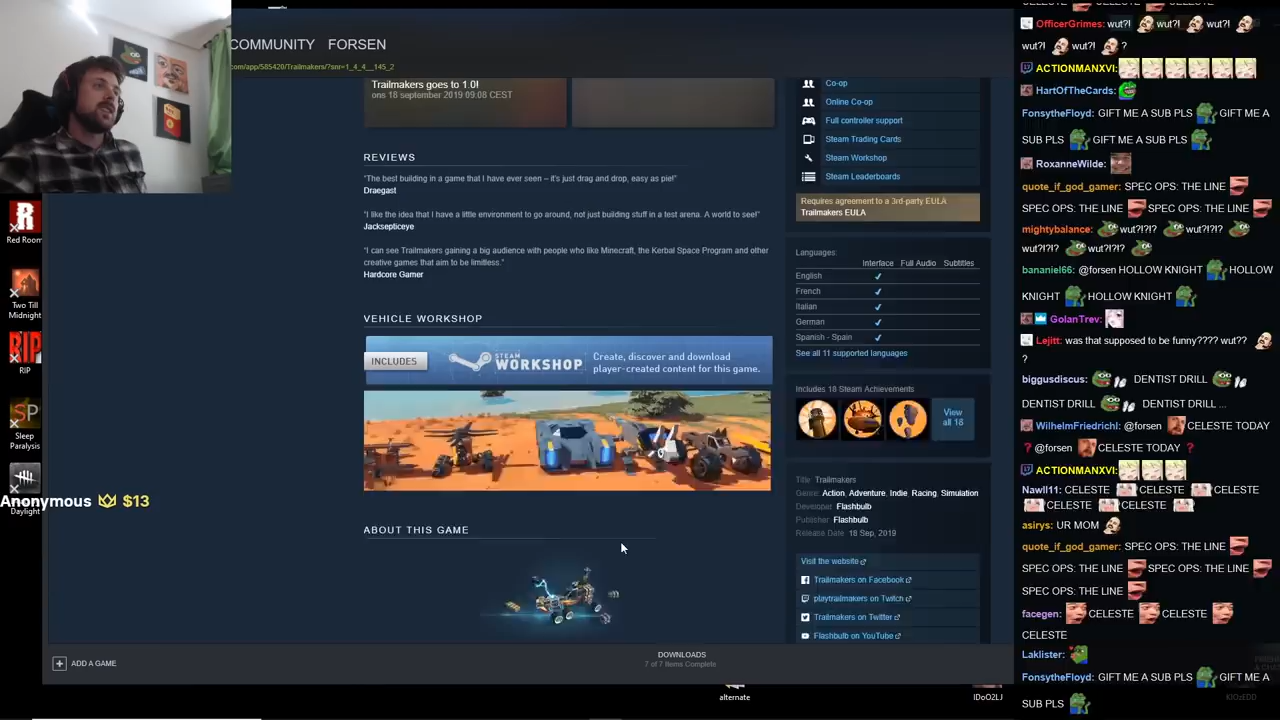 COMMUNITY FORSEN
com/app/585420/Trailmakers/?snr=1_4_4__145_2
Trailmakers goes to 1.0!
ons 18 september 2019 09:08 CEST
REVIEWS
“The best building in a game that I have ever seen – it's just drag and drop, easy as pie!”
Draegast
“I like the idea that I have a little environment to go around, not just building stuff in a test arena. A world to see!”
Jacksepticeye
“I can see Trailmakers gaining a big audience with people who like Minecraft, the Kerbal Space Program and other
creative games that aim to be limitless.”
Hardcore Gamer
VEHICLE WORKSHOP
INCLUDES
STEAM
WORKSHOP
Create, discover and download
player-created content for this game.
ABOUT THIS GAME
Co-op
Online Co-op
Full controller support
Steam Trading Cards
Steam Workshop
Steam Leaderboards
Requires agreement to a 3rd-party EULA
Trailmakers EULA
Languages:
Interface Full Audio Subtitles
English
French
Italian
German
Spanish - Spain
See all 11 supported languages
Includes 18 Steam Achievements
View
all 18
Title Trailmakers
Genre: Action, Adventure, Indie, Racing, Simulation
Developer Flashbulb
Publisher Flashbulb
Release Date 18 Sep, 2019
Visit the website
Trailmakers on Facebook
playtrailmakers on Twitch
Trailmakers on Twitter
Flashbulb on YouTube
ADD A GAME
DOWNLOADS
7 of 7 Items Complete
Red Room
Two Till
Midnight
RIP
SP
Sleep
Paralysis
Daylight
Anonymous $13
alternate
IDoO2LJ
KIOzEDD
OfficerGrimes: wut?! wut?! wut?!
wut?! wut?! ?
ACTIONMANXVI:
HartOfTheCards:
FonsytheFloyd: GIFT ME A SUB PLS GIFT ME A
SUB PLS GIFT ME A SUB PLS
RoxanneWilde:
quote_if_god_gamer: SPEC OPS: THE LINE
SPEC OPS: THE LINE SPEC OPS: THE LINE
mightybalance: wut?!?! wut?!?!
wut?!?! wut?!?!
bananiel66: @forsen HOLLOW KNIGHT HOLLOW
KNIGHT HOLLOW KNIGHT
GolanTrev:
Lejitt: was that supposed to be funny???? wut??
?
biggusdiscus: DENTIST DRILL
DENTIST DRILL DENTIST DRILL ...
WilhelmFriedrichI: @forsen CELESTE TODAY
? @forsen CELESTE TODAY ?
ACTIONMANXVI:
Nawll11: CELESTE CELESTE CELESTE
CELESTE CELESTE
asirys: UR MOM
quote_if_god_gamer: SPEC OPS: THE LINE
SPEC OPS: THE LINE SPEC OPS: THE LINE
SPEC OPS: THE LINE
facegen: CELESTE CELESTE
CELESTE
Laklister:
FonsytheFloyd: GIFT ME A SUB PLS GIFT ME A
SUB PLS